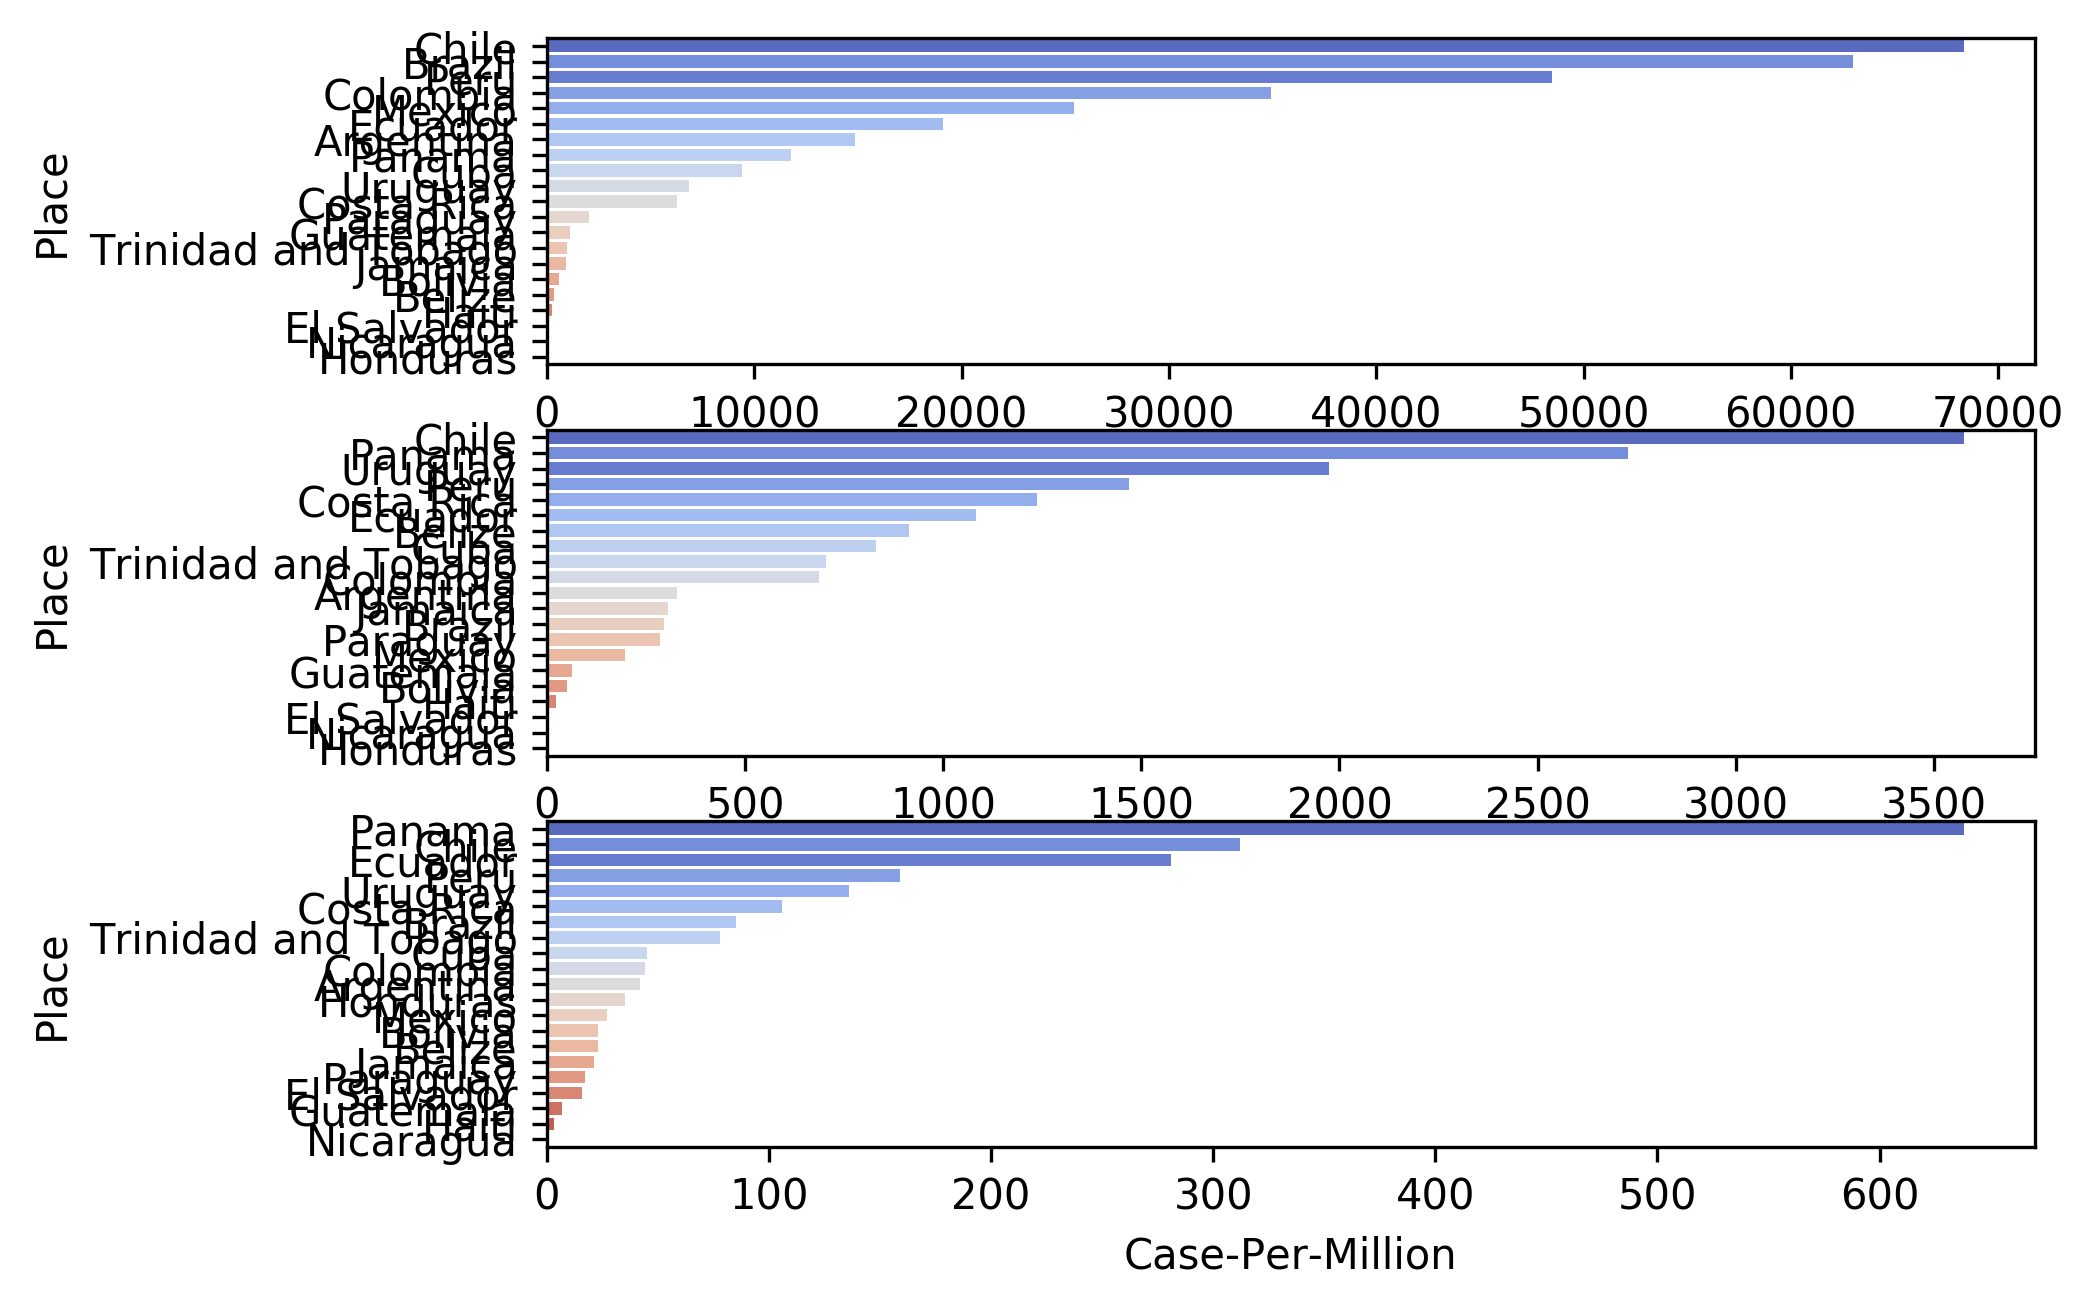 Place
Chile
Brazil
Peru
Colombia
Mexico
Ecuador
Argentina
Panama
Cuba
Uruguay
Costa Rica
Paraguay
Guatemala
Trinidad and Tobago
Jamaica
Bolivia
Belize
Haiti
El Salvador
Nicaragua
Honduras
0 10000 20000 30000 40000 50000 60000 70000
Place
Chile
Panama
Uruguay
Peru
Costa Rica
Ecuador
Belize
Cuba
Trinidad and Tobago
Colombia
Argentina
Jamaica
Brazil
Paraguay
Mexico
Guatemala
Bolivia
Haiti
El Salvador
Nicaragua
Honduras
0 500 1000 1500 2000 2500 3000 3500
Place
Panama
Chile
Ecuador
Peru
Uruguay
Costa Rica
Brazil
Trinidad and Tobago
Cuba
Colombia
Argentina
Honduras
Mexico
Bolivia
Belize
Jamaica
Paraguay
El Salvador
Guatemala
Haiti
Nicaragua
0 100 200 300 400 500 600
Case-Per-Million